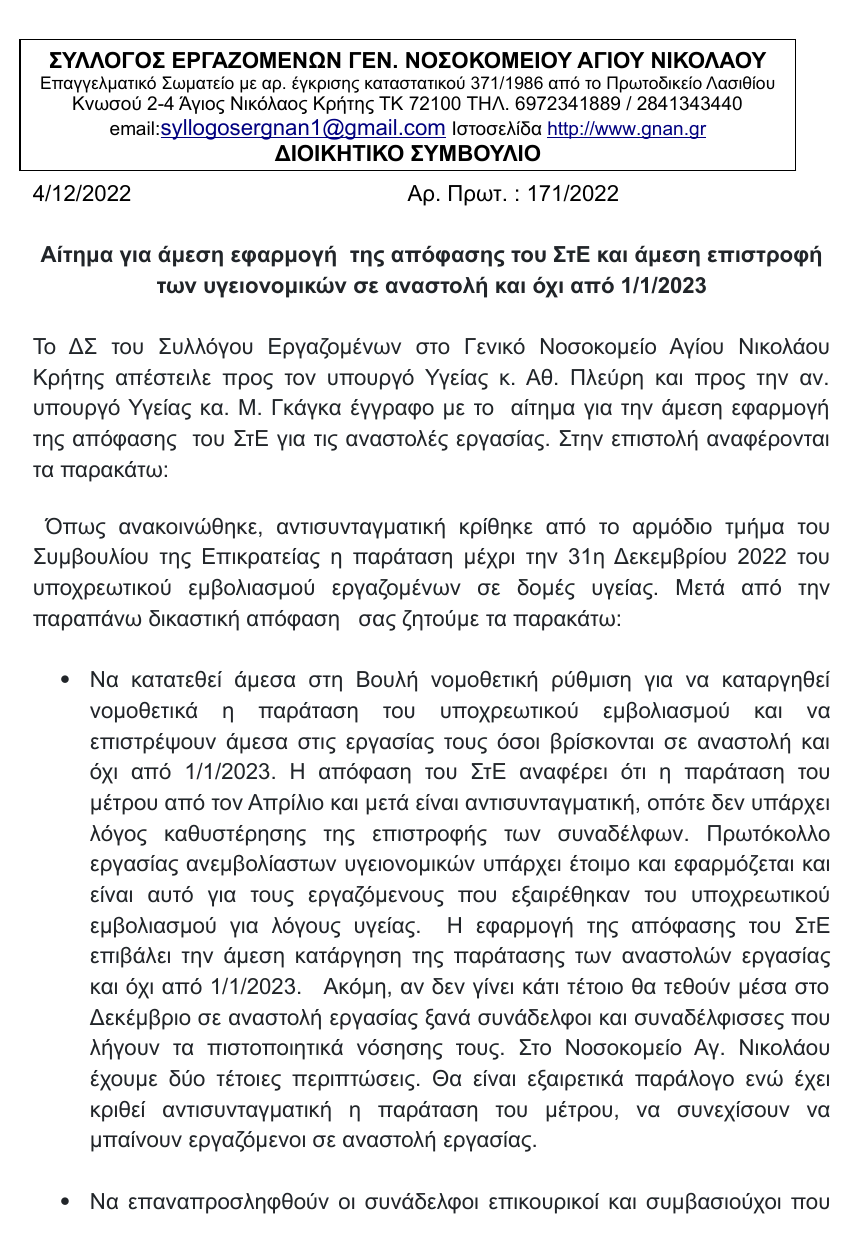 ΣΥΛΛΟΓΟΣ ΕΡΓΑΖΟΜΕΝΩΝ ΓΕΝ. ΝΟΣΟΚΟΜΕΙΟΥ ΑΓΙΟΥ ΝΙΚΟΛΑΟΥ
Επαγγελματικό Σωματείο με αρ. έγκρισης καταστατικού 371/1986 από το Πρωτοδικείο Λασιθίου
Κνωσού 2-4 Άγιος Νικόλαος Κρήτης ΤΚ 72100 ΤΗΛ. 6972341889 / 2841343440
email:syllogosergnan1@gmail.com Ιστοσελίδα http://www.gnan.gr
ΔΙΟΙΚΗΤΙΚΟ ΣΥΜΒΟΥΛΙΟ
4/12/2022 Αρ. Πρωτ. : 171/2022
Αίτημα για άμεση εφαρμογή της απόφασης του ΣτΕ και άμεση επιστροφή
των υγειονομικών σε αναστολή και όχι από 1/1/2023
Το ΔΣ του Συλλόγου Εργαζομένων στο Γενικό Νοσοκομείο Αγίου Νικολάου
Κρήτης απέστειλε προς τον υπουργό Υγείας κ. Αθ. Πλεύρη και προς την αν.
υπουργό Υγείας κα. Μ. Γκάγκα έγγραφο με το αίτημα για την άμεση εφαρμογή
της απόφασης του ΣτΕ για τις αναστολές εργασίας. Στην επιστολή αναφέρονται
τα παρακάτω:
Όπως ανακοινώθηκε, αντισυνταγματική κρίθηκε από το αρμόδιο τμήμα του
Συμβουλίου της Επικρατείας η παράταση μέχρι την 31η Δεκεμβρίου 2022 του
υποχρεωτικού εμβολιασμού εργαζομένων σε δομές υγείας. Μετά από την
παραπάνω δικαστική απόφαση σας ζητούμε τα παρακάτω:
• Να κατατεθεί άμεσα στη Βουλή νομοθετική ρύθμιση για να καταργηθεί
νομοθετικά η παράταση του υποχρεωτικού εμβολιασμού και να
επιστρέψουν άμεσα στις εργασίας τους όσοι βρίσκονται σε αναστολή και
όχι από 1/1/2023. Η απόφαση του ΣτΕ αναφέρει ότι η παράταση του
μέτρου από τον Απρίλιο και μετά είναι αντισυνταγματική, οπότε δεν υπάρχει
λόγος καθυστέρησης της επιστροφής των συναδέλφων. Πρωτόκολλο
εργασίας ανεμβολίαστων υγειονομικών υπάρχει έτοιμο και εφαρμόζεται και
είναι αυτό για τους εργαζόμενους που εξαιρέθηκαν του υποχρεωτικού
εμβολιασμού για λόγους υγείας. Η εφαρμογή της απόφασης του ΣτΕ
επιβάλει την άμεση κατάργηση της παράτασης των αναστολών εργασίας
και όχι από 1/1/2023. Ακόμη, αν δεν γίνει κάτι τέτοιο θα τεθούν μέσα στο
Δεκέμβριο σε αναστολή εργασίας ξανά συνάδελφοι και συναδέλφισσες που
λήγουν τα πιστοποιητικά νόσησης τους. Στο Νοσοκομείο Αγ. Νικολάου
έχουμε δύο τέτοιες περιπτώσεις. Θα είναι εξαιρετικά παράλογο ενώ έχει
κριθεί αντισυνταγματική η παράταση του μέτρου, να συνεχίσουν να
μπαίνουν εργαζόμενοι σε αναστολή εργασίας.
• Να επαναπροσληφθούν οι συνάδελφοι επικουρικοί και συμβασιούχοι που